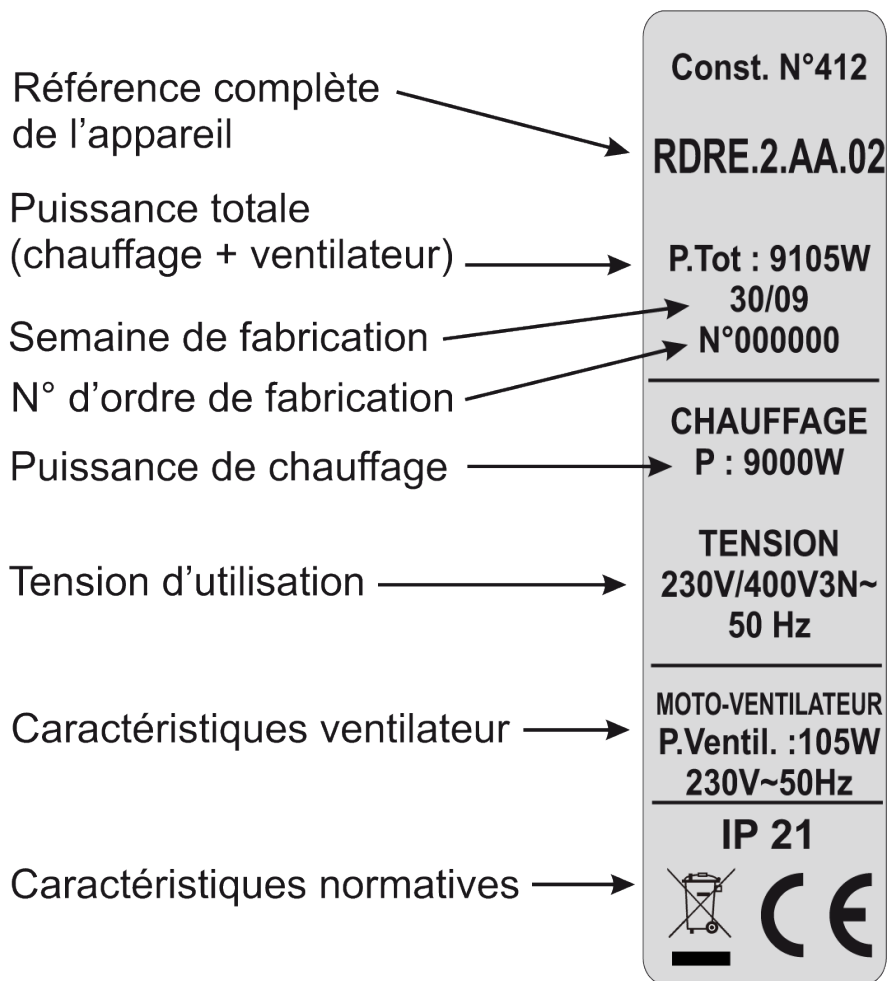 Const. N°412
Référence complète
de l’appareil
RDRE.2.AA.02
Puissance totale
(chauffage + ventilateur)
P.Tot : 9105W
30/09
Semaine de fabrication
N°000000
N° d’ordre de fabrication
CHAUFFAGE
Puissance de chauffage
P : 9000W
TENSION
Tension d’utilisation
230V/400V3N~
50 Hz
MOTO-VENTILATEUR
Caractéristiques ventilateur
P.Ventil. :105W
230V~50Hz
IP 21
Caractéristiques normatives
CE